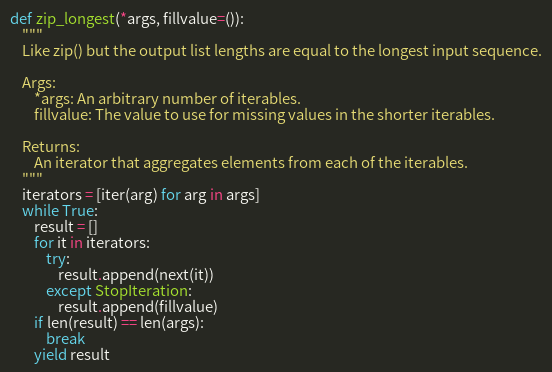 def zip_longest(*args, fillvalue=()):
    """
    Like zip() but the output list lengths are equal to the longest input sequence.

    Args:
        *args: An arbitrary number of iterables.
        fillvalue: The value to use for missing values in the shorter iterables.

    Returns:
        An iterator that aggregates elements from each of the iterables.
    """
    iterators = [iter(arg) for arg in args]
    while True:
        result = []
        for it in iterators:
            try:
                result.append(next(it))
            except StopIteration:
                result.append(fillvalue)
        if len(result) == len(args):
            break
        yield result